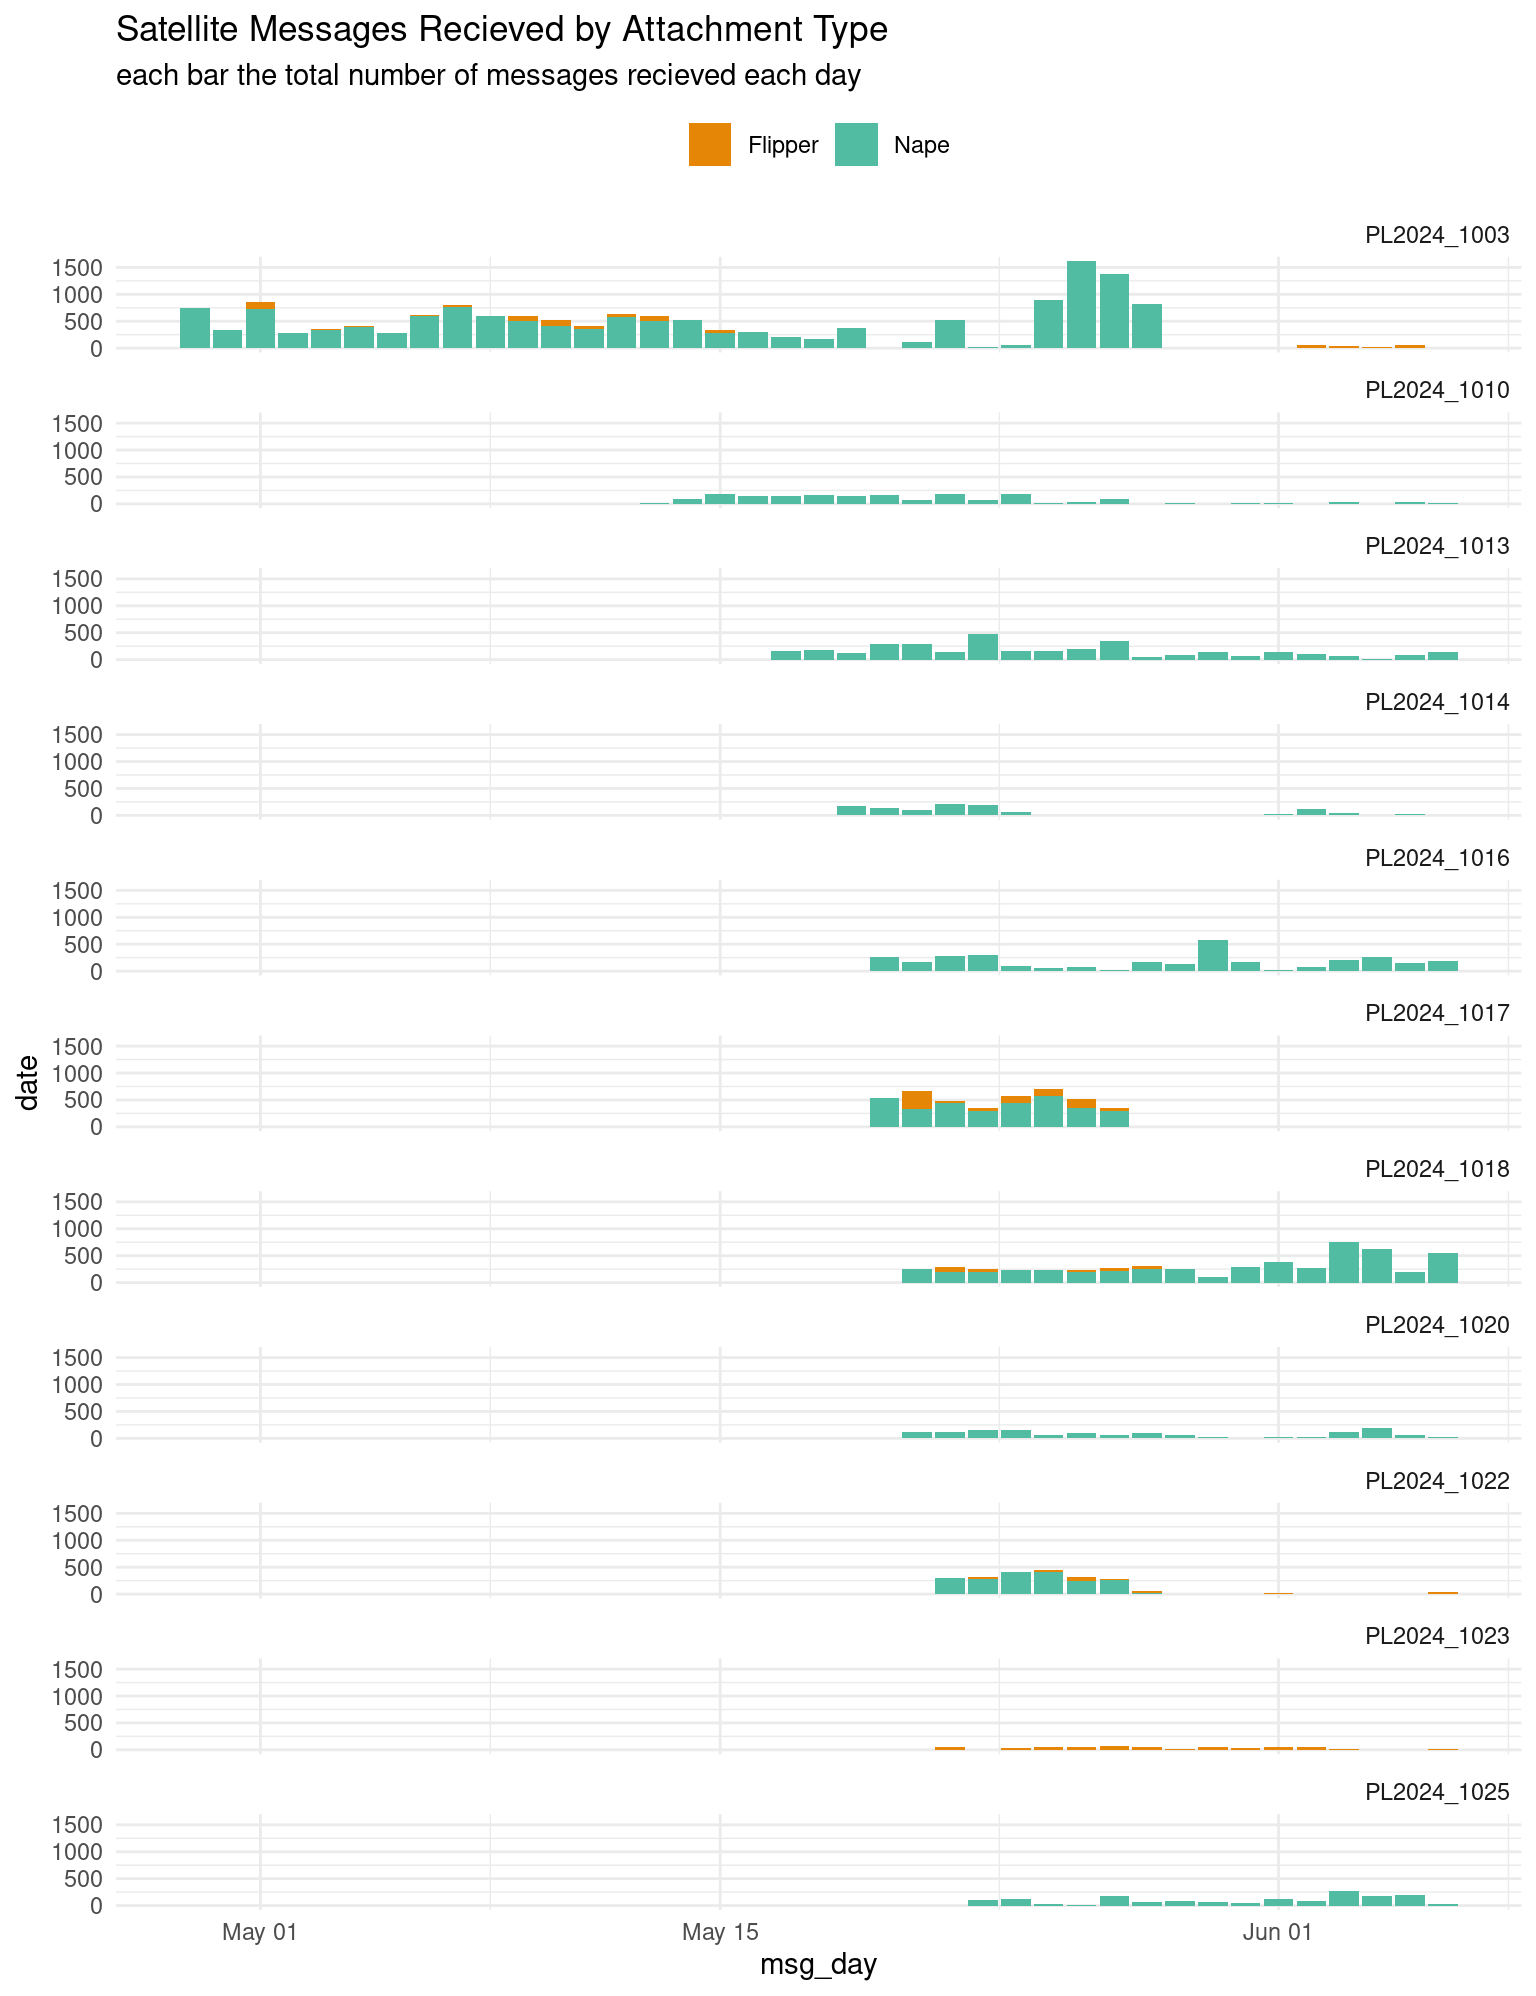 Satellite Messages Recieved by Attachment Type
each bar the total number of messages recieved each day
Flipper Nape
PL2024_1003
1500
1000
500
0
PL2024_1010
1500
1000
500
0
PL2024_1013
1500
1000
500
0
PL2024_1014
1500
1000
500
0
PL2024_1016
1500
1000
500
0
PL2024_1017
1500
1000
500
0
date
PL2024_1018
1500
1000
500
0
PL2024_1020
1500
1000
500
0
PL2024_1022
1500
1000
500
0
PL2024_1023
1500
1000
500
0
PL2024_1025
1500
1000
500
0
May 01 May 15 Jun 01
msg_day